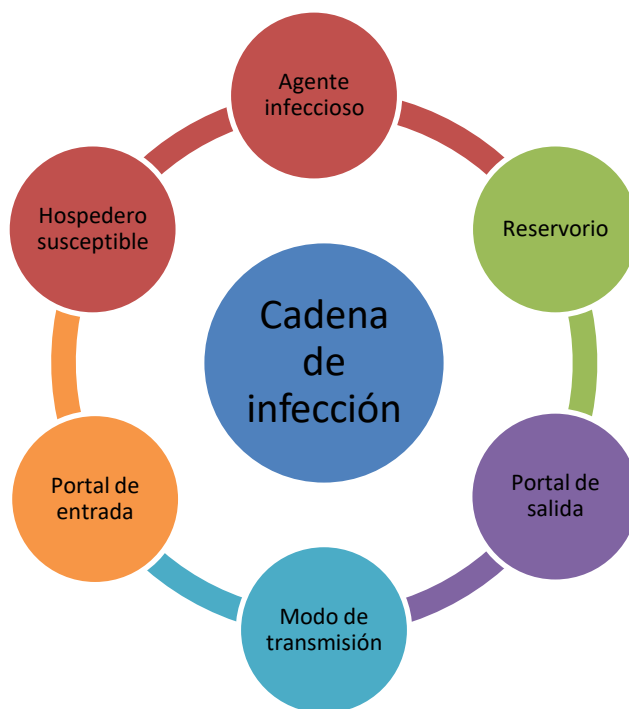 Agente
infeccioso
Reservorio
Portal de
salida
Modo de
transmisión
Portal de
entrada
Hospedero
susceptible
Cadena
de
infección